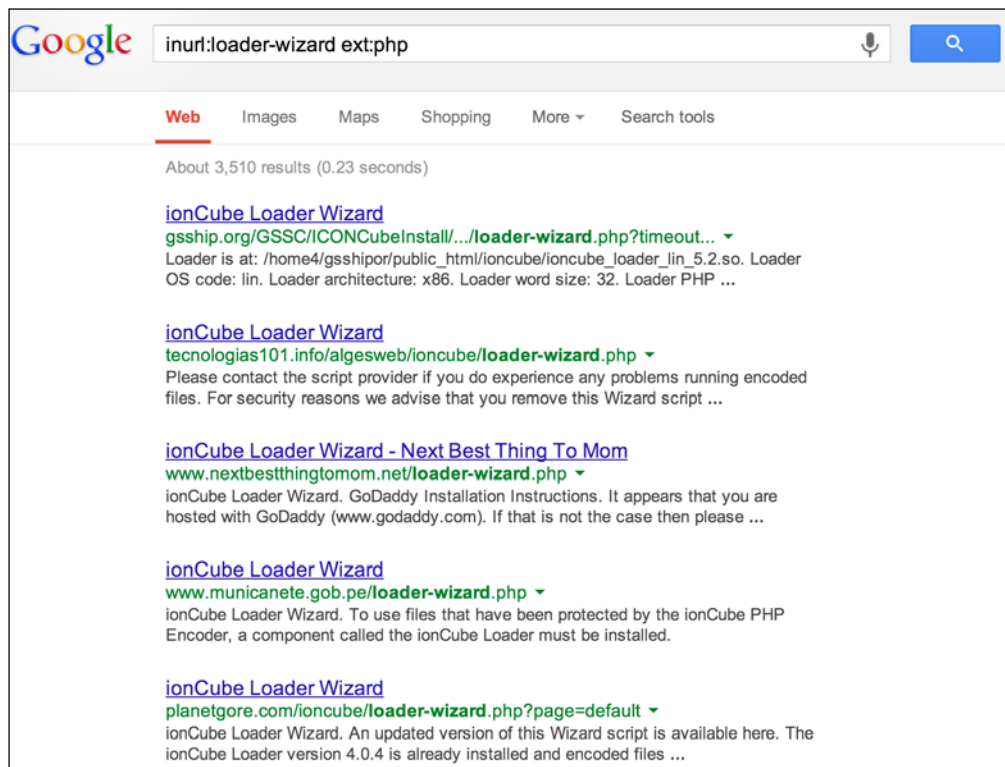 Google
inurl:loader-wizard ext:php
Web Images Maps Shopping More Search tools
About 3,510 results (0.23 seconds)
ionCube Loader Wizard
gsship.org/GSSC/ICONCubeInstall/.../loader-wizard.php?timeout...
Loader is at: /home4/gsshipor/public_html/ioncube/ioncube_loader_lin_5.2.so. Loader
OS code: lin. Loader architecture: x86. Loader word size: 32. Loader PHP ...
ionCube Loader Wizard
tecnologias101.info/algesweb/ioncube/loader-wizard.php
Please contact the script provider if you do experience any problems running encoded
files. For security reasons we advise that you remove this Wizard script ...
ionCube Loader Wizard - Next Best Thing To Mom
www.nextbestthingtomom.net/loader-wizard.php
ionCube Loader Wizard. GoDaddy Installation Instructions. It appears that you are
hosted with GoDaddy (www.godaddy.com). If that is not the case then please ...
ionCube Loader Wizard
www.municanete.gob.pe/loader-wizard.php
ionCube Loader Wizard. To use files that have been protected by the ionCube PHP
Encoder, a component called the ionCube Loader must be installed.
ionCube Loader Wizard
planetgore.com/ioncube/loader-wizard.php?page=default
ionCube Loader Wizard. An updated version of this Wizard script is available here. The
ionCube Loader version 4.0.4 is already installed and encoded files ...